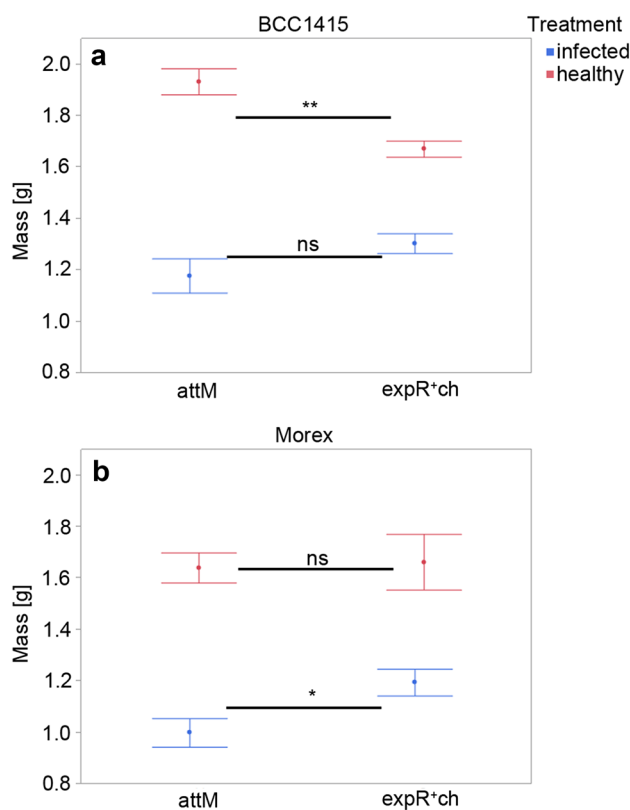 BCC1415
Treatment
infected
healthy
a
2.0
1.8
1.6
1.4
1.2
1.0
0.8
Mass [g]
**
ns
attM
expR⁺ch
Morex
b
2.0
1.8
1.6
1.4
1.2
1.0
0.8
Mass [g]
ns
*
attM
expR⁺ch